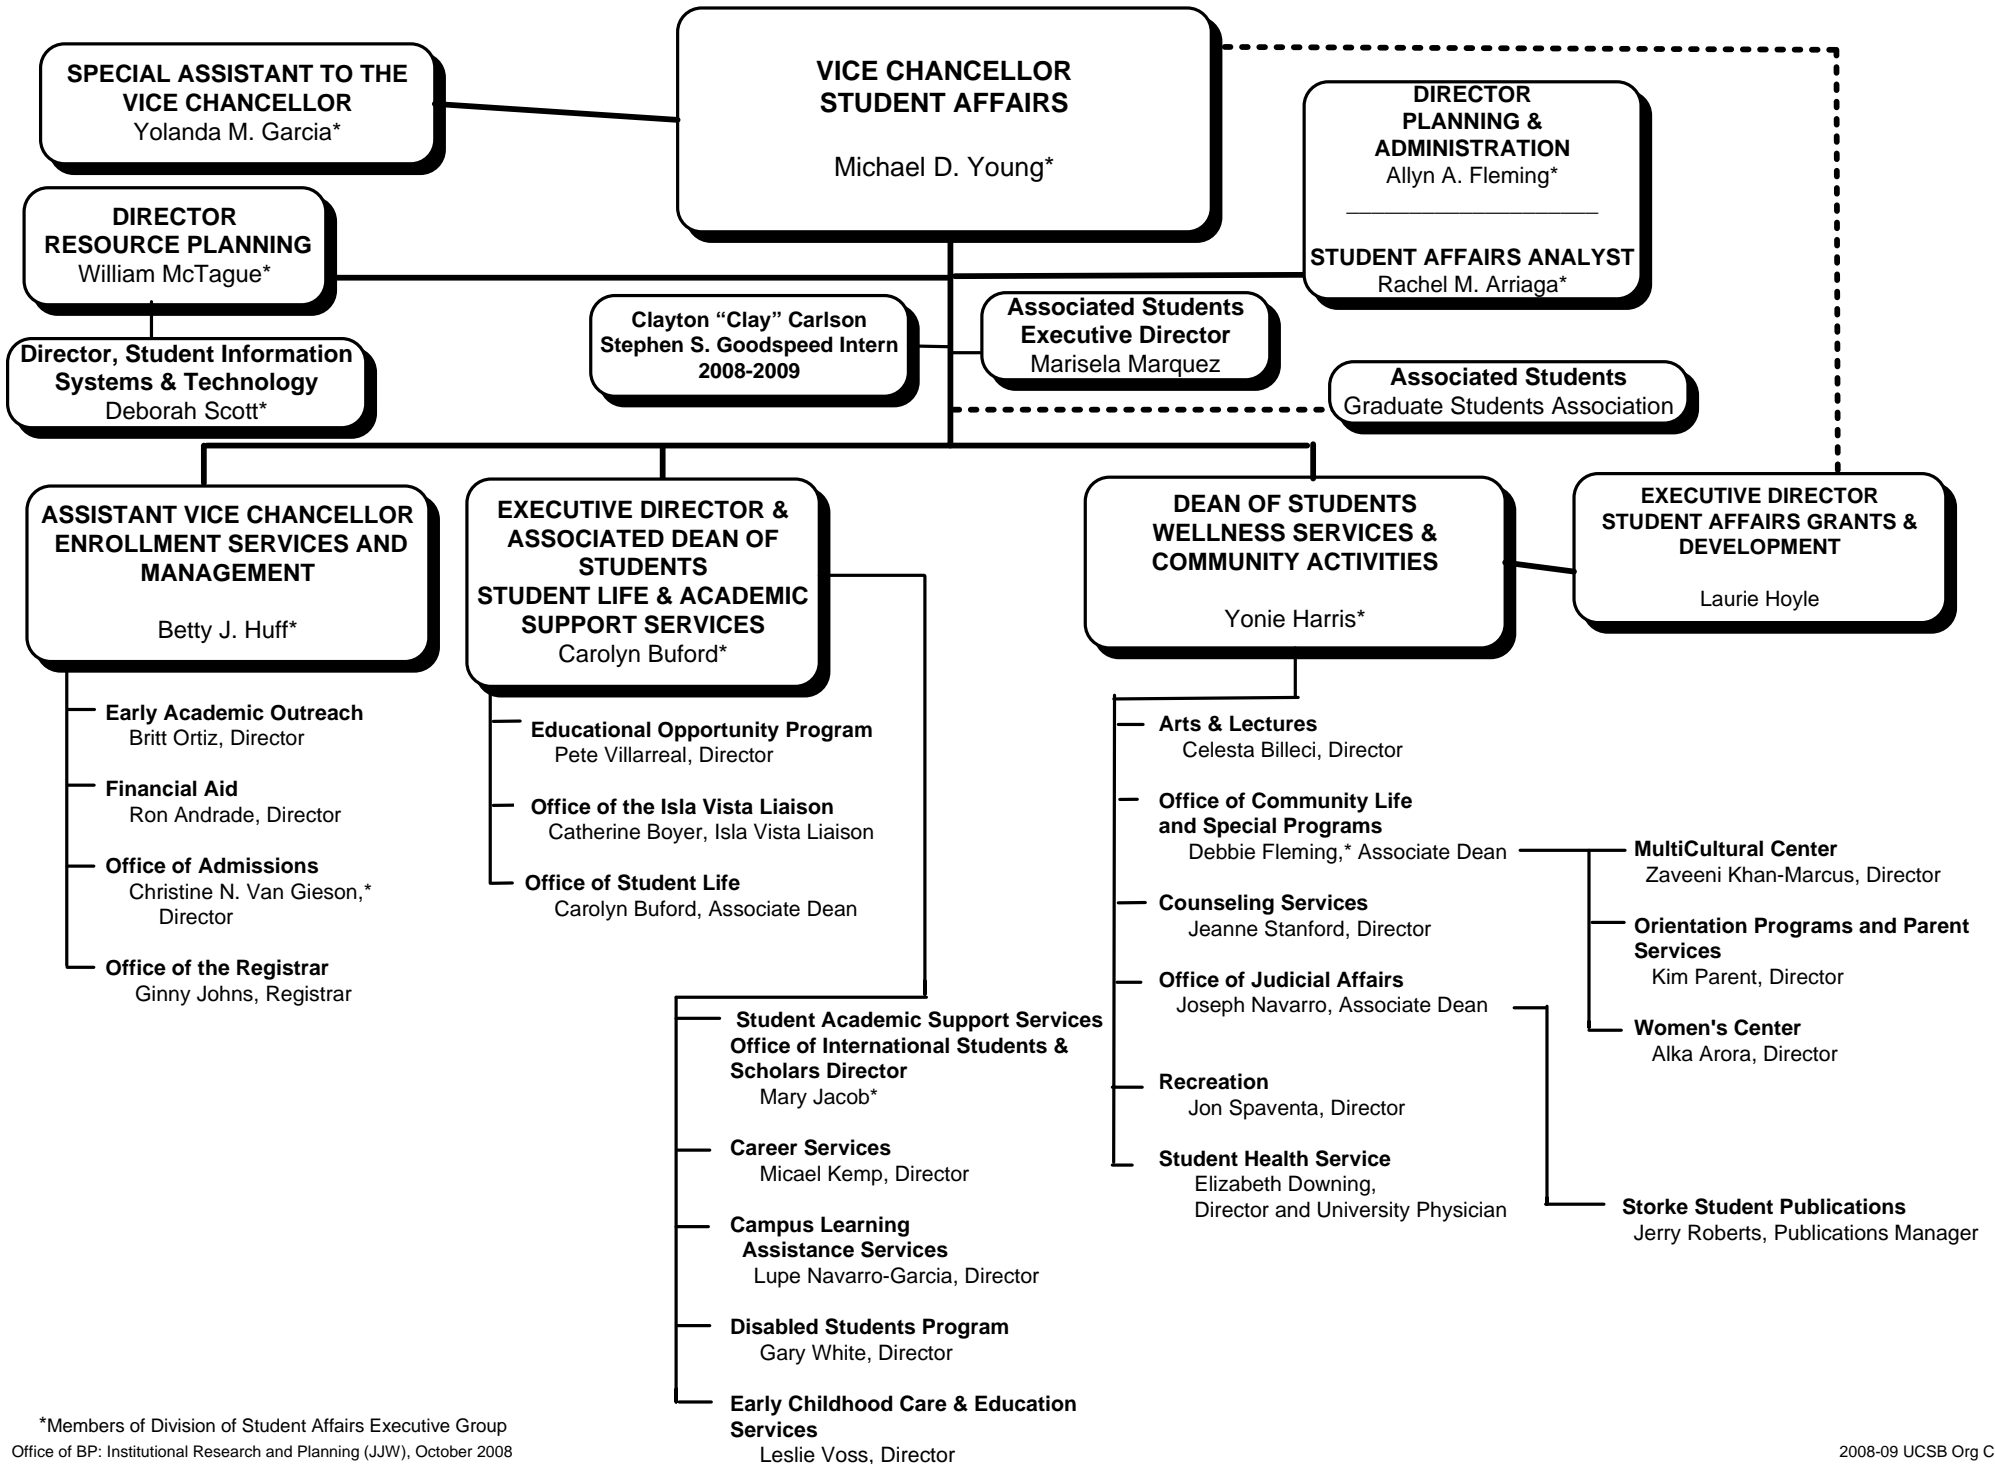 VICE CHANCELLOR
STUDENT AFFAIRS
Michael D. Young*
SPECIAL ASSISTANT TO THE
VICE CHANCELLOR
Yolanda M. Garcia*
DIRECTOR
PLANNING &
ADMINISTRATION
Allyn A. Fleming*
STUDENT AFFAIRS ANALYST
Rachel M. Arriaga*
DIRECTOR
RESOURCE PLANNING
William McTague*
Director, Student Information
Systems & Technology
Deborah Scott*
Clayton “Clay” Carlson
Stephen S. Goodspeed Intern
2008-2009
Associated Students
Executive Director
Marisela Marquez
Associated Students
Graduate Students Association
ASSISTANT VICE CHANCELLOR
ENROLLMENT SERVICES AND
MANAGEMENT
Betty J. Huff*
Early Academic Outreach
Britt Ortiz, Director
Financial Aid
Ron Andrade, Director
Office of Admissions
Christine N. Van Gieson,*
Director
Office of the Registrar
Ginny Johns, Registrar
EXECUTIVE DIRECTOR &
ASSOCIATED DEAN OF
STUDENTS
STUDENT LIFE & ACADEMIC
SUPPORT SERVICES
Carolyn Buford*
Educational Opportunity Program
Pete Villarreal, Director
Office of the Isla Vista Liaison
Catherine Boyer, Isla Vista Liaison
Office of Student Life
Carolyn Buford, Associate Dean
Student Academic Support Services
Office of International Students &
Scholars Director
Mary Jacob*
Career Services
Micael Kemp, Director
Campus Learning
Assistance Services
Lupe Navarro-Garcia, Director
Disabled Students Program
Gary White, Director
Early Childhood Care & Education
Services
Leslie Voss, Director
DEAN OF STUDENTS
WELLNESS SERVICES &
COMMUNITY ACTIVITIES
Yonie Harris*
Arts & Lectures
Celesta Billeci, Director
Office of Community Life
and Special Programs
Debbie Fleming,* Associate Dean
Counseling Services
Jeanne Stanford, Director
Office of Judicial Affairs
Joseph Navarro, Associate Dean
Recreation
Jon Spaventa, Director
Student Health Service
Elizabeth Downing,
Director and University Physician
EXECUTIVE DIRECTOR
STUDENT AFFAIRS GRANTS &
DEVELOPMENT
Laurie Hoyle
MultiCultural Center
Zaveeni Khan-Marcus, Director
Orientation Programs and Parent
Services
Kim Parent, Director
Women's Center
Alka Arora, Director
Storke Student Publications
Jerry Roberts, Publications Manager
*Members of Division of Student Affairs Executive Group
Office of BP: Institutional Research and Planning (JJW), October 2008
2008-09 UCSB Org C